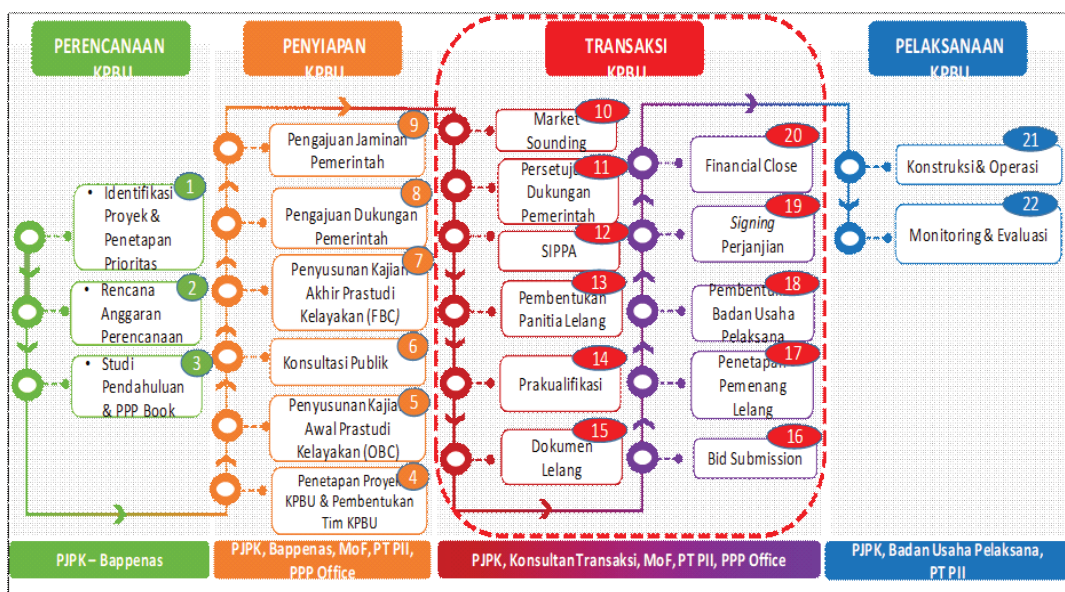 PERENCANAAN
KPBU
PENYIAPAN
KPBU
TRANSAKSI
KPBU
PELAKSANAAN
KPBU
1
• Identifikasi
Proyek &
Penetapan
Prioritas
2
• Rencana
Anggaran
Perencanaan
3
• Studi
Pendahuluan
& PPP Book
9
Pengajuan Jaminan
Pemerintah
8
Pengajuan Dukungan
Pemerintah
7
Penyusunan Kajian
Akhir Prastudi
Kelayakan (FBC)
6
Konsultasi Publik
5
Penyusunan Kajian
Awal Prastudi
Kelayakan (OBC)
4
Penetapan Proyek
KPBU & Pembentukan
Tim KPBU
10
Market
Sounding
11
Persetujuan
Dukungan
Pemerintah
12
SIPPA
13
Pembentukan
Panitia Lelang
14
Prakualifikasi
15
Dokumen
Lelang
20
Financial Close
19
Signing
Perjanjian
18
Pembentukan
Badan Usaha
Pelaksana
17
Penetapan
Pemenang
Lelang
16
Bid Submission
21
Konstruksi & Operasi
22
Monitoring & Evaluasi
PJPK – Bappenas
PJPK, Bappenas, MoF, PT PII,
PPP Office
PJPK, Konsultan Transaksi, MoF, PT PII, PPP Office
PJPK, Badan Usaha Pelaksana,
PT PII